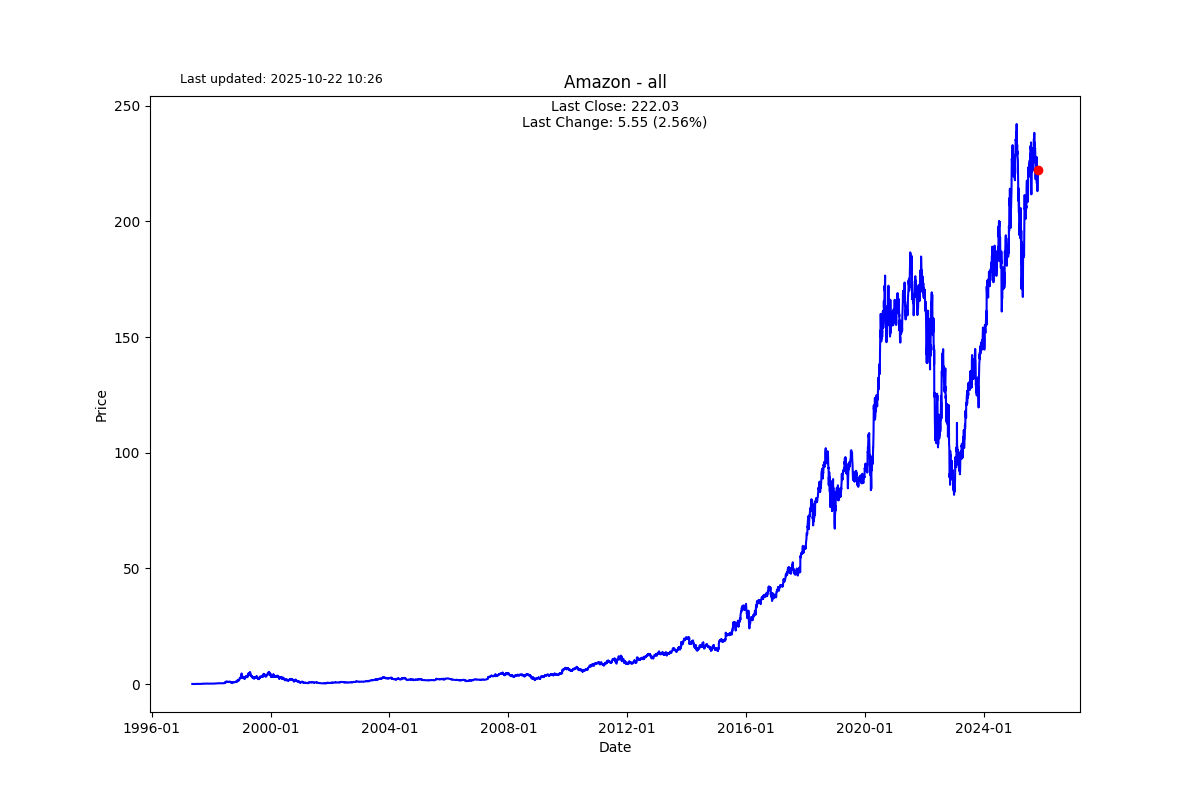 Last updated: 2025-10-22 10:26
Amazon - all
Last Close: 222.03
Last Change: 5.55 (2.56%)
250
200
150
100
50
0
Price
1996-01
2000-01
2004-01
2008-01
2012-01
2016-01
2020-01
2024-01
Date